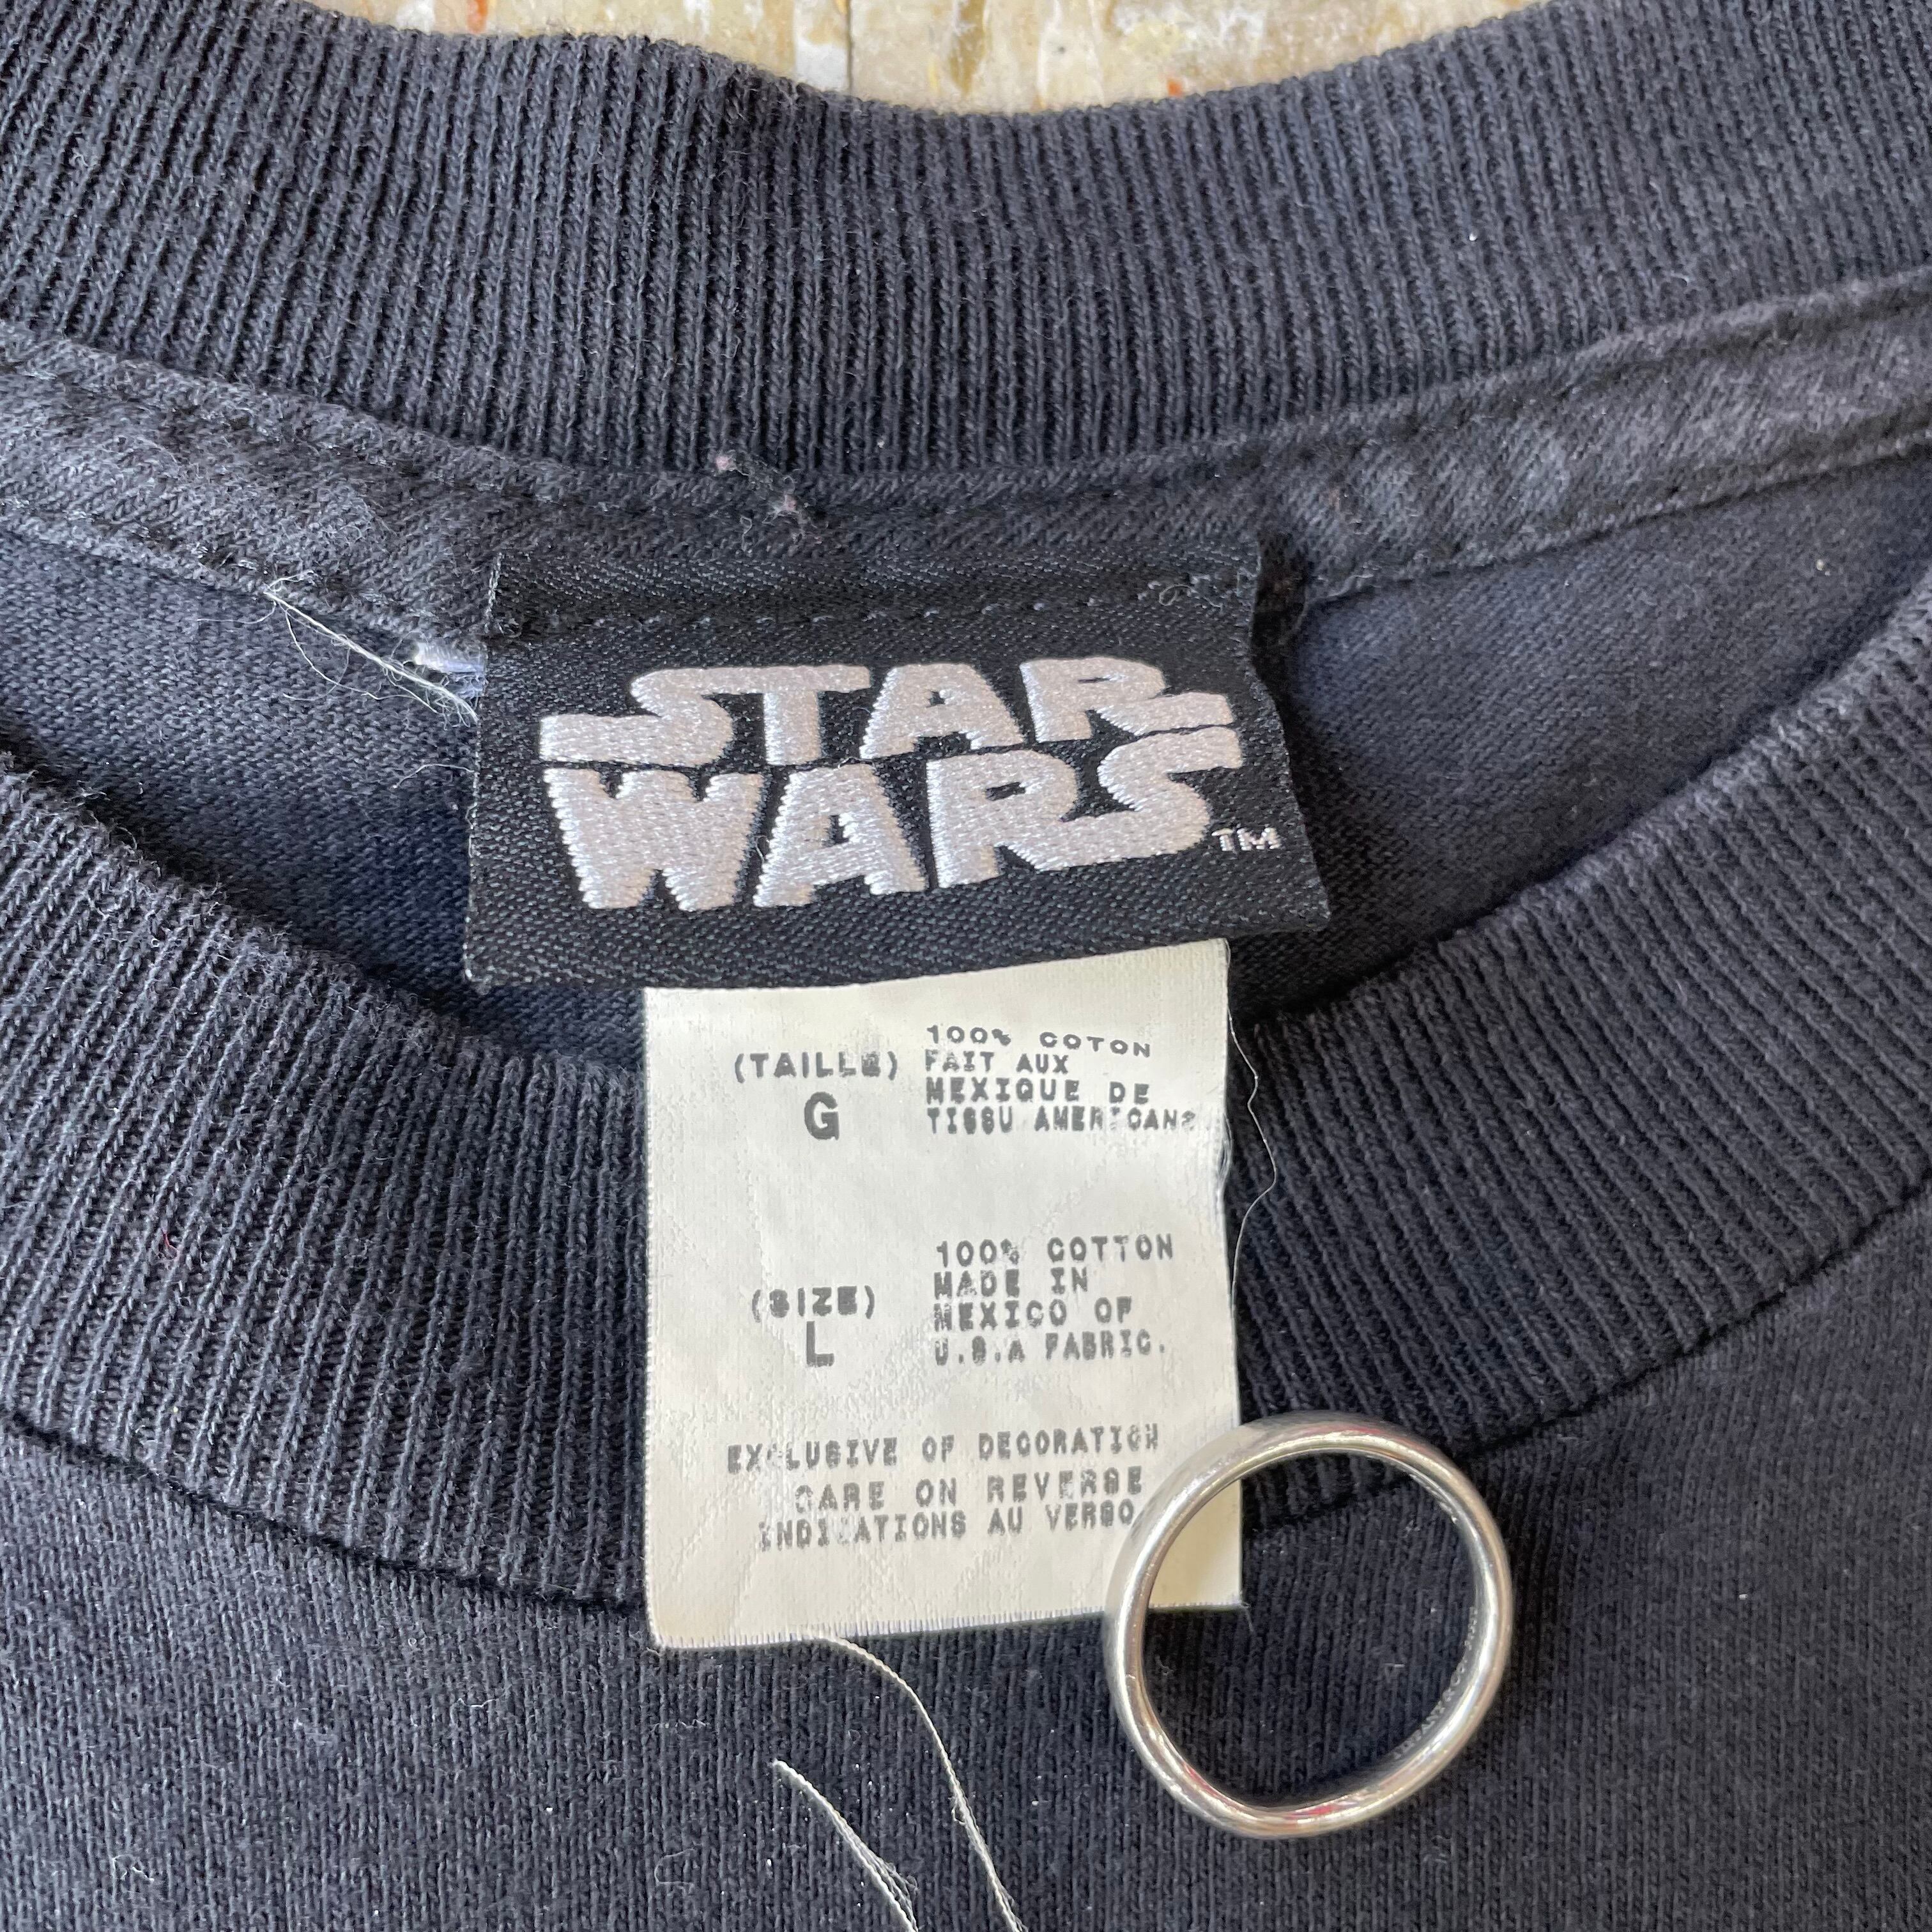 STAR
WARS
TM
100% COTON
(TAILLE) FAIT AUX
G MEXIQUE DE
TISSU AMERICANS
100% COTTON
(SIZE) MADE IN
L MEXICO OF
U.S.A FABRIC.
EXCLUSIVE OF DECORATION
CARE ON REVERSE
INDICATIONS AU VERSO